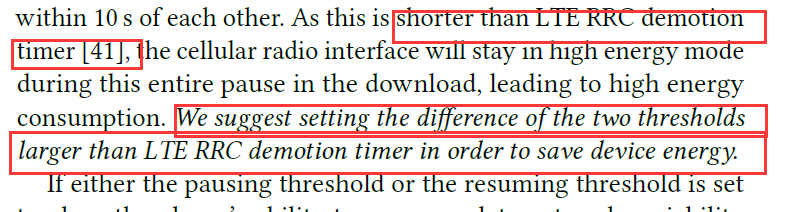 within 10 s of each other. As this is shorter than LTE RRC demotion
timer [41], the cellular radio interface will stay in high energy mode
during this entire pause in the download, leading to high energy
consumption. We suggest setting the difference of the two thresholds
larger than LTE RRC demotion timer in order to save device energy.
If either the pausing threshold or the resuming threshold is set